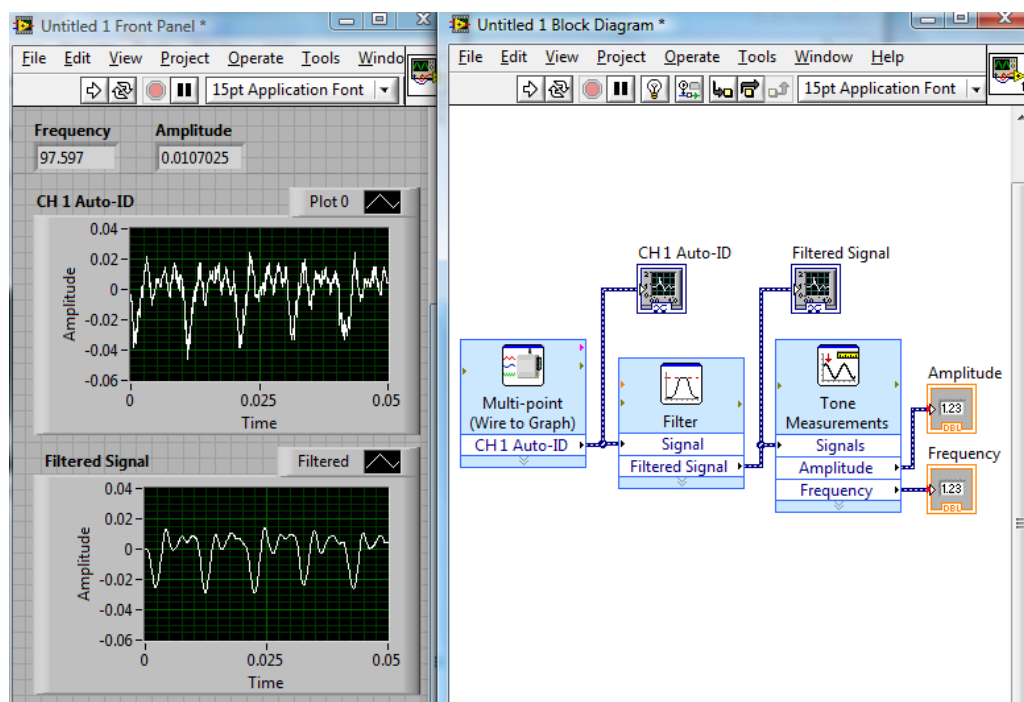 Untitled 1 Front Panel *
File Edit View Project Operate Tools Windo
15pt Application Font
Frequency Amplitude
97.597 0.0107025
CH 1 Auto-ID Plot 0
0.04
0.02
0
-0.02
-0.04
-0.06
Amplitude
0 0.025 0.05
Time
Filtered Signal Filtered
0.04
0.02
0
-0.02
-0.04
-0.06
Amplitude
0 0.025 0.05
Time
Untitled 1 Block Diagram *
File Edit View Project Operate Tools Window Help
15pt Application Font
1
CH 1 Auto-ID Filtered Signal
Multi-point
(Wire to Graph)
CH 1 Auto-ID
Filter
Signal
Filtered Signal
Tone
Measurements
Signals
Amplitude
Frequency
Amplitude
1.23
DBL
Frequency
1.23
DBL